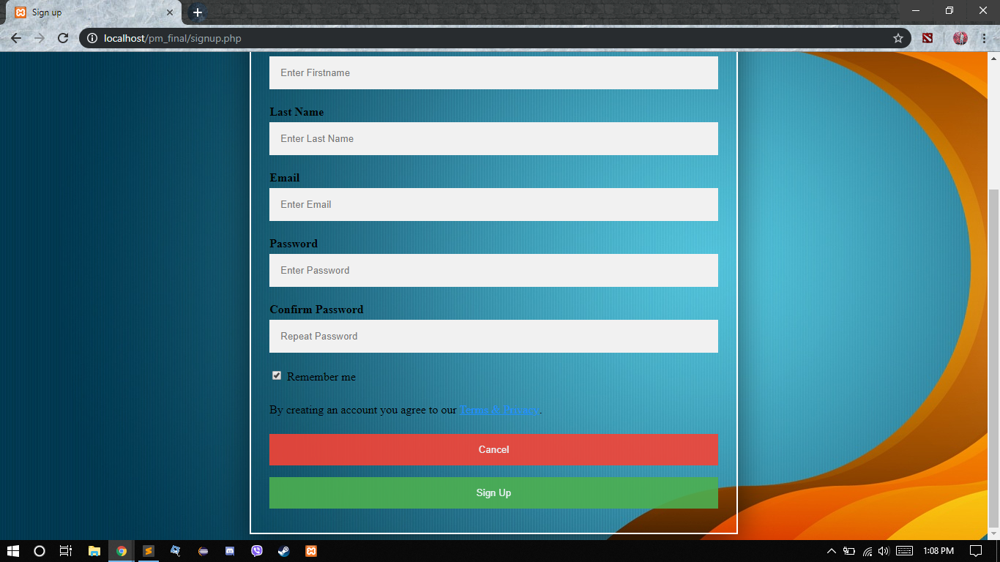 Sign up
localhost/pm_final/signup.php
Enter Firstname
Last Name
Enter Last Name
Email
Enter Email
Password
Enter Password
Confirm Password
Repeat Password
Remember me
By creating an account you agree to our Terms & Privacy.
Cancel
Sign Up
1:08 PM